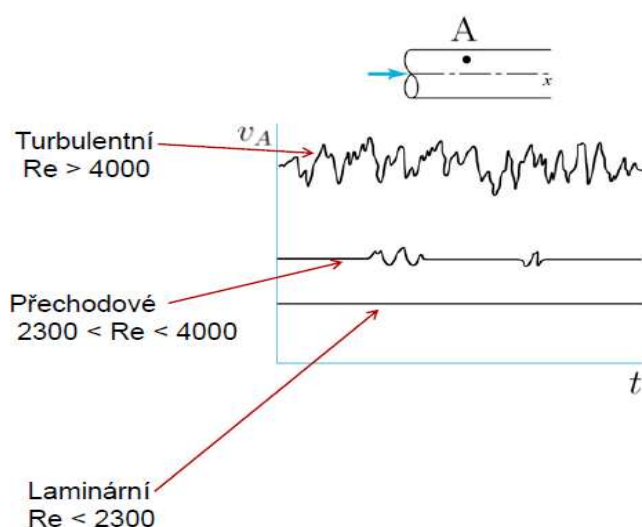 A
x
v_A
Turbulentní
Re > 4000
Přechodové
2300 < Re < 4000
t
Laminární
Re < 2300